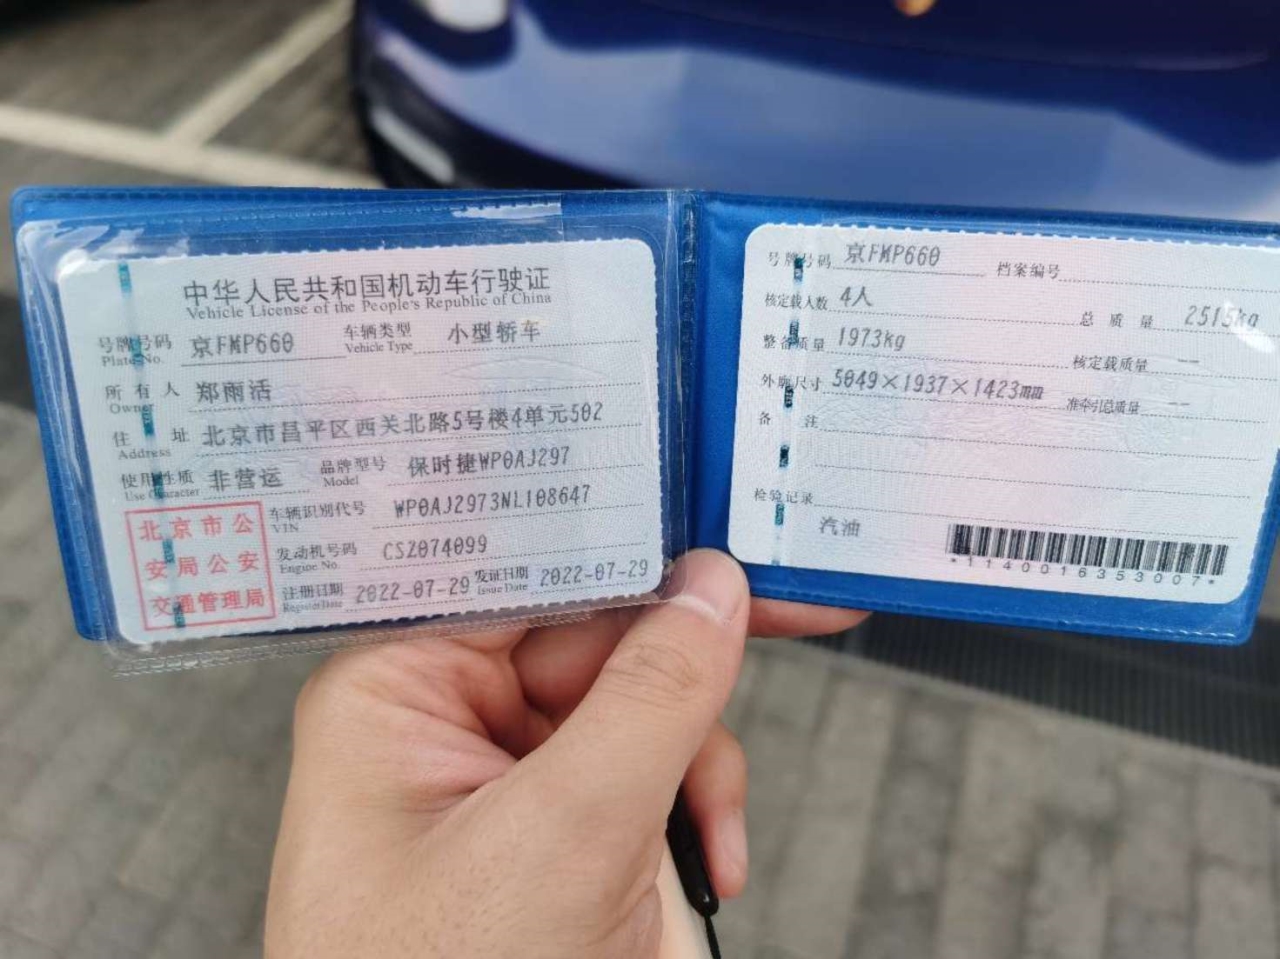 中华人民共和国机动车行驶证
Vehicle License of the People's Republic of China
号牌号码 京FMP660 车辆类型 小型轿车
Plate No. Vehicle Type
所有人 郑雨活
Owner
住址 北京市昌平区西关北路5号楼4单元502
Address
使用性质 非营运 品牌型号 保时捷WP0AJ297
Use Character Model
北京市公
安局公安
交通管理局
车辆识别代号 WP0AJ2973NL108647
VIN
发动机号码 CSZ074099
Engine No.
注册日期 2022-07-29 发证日期 2022-07-29
Register Date Issue Date
号牌号码 京FMP660 档案编号
核定载人数 4人 总质量 2515kg
整备质量 1973kg 核定载质量 --
外廓尺寸 5049×1937×1423mm 准牵引总质量 --
备注
检验记录
汽油
*1140016353007*